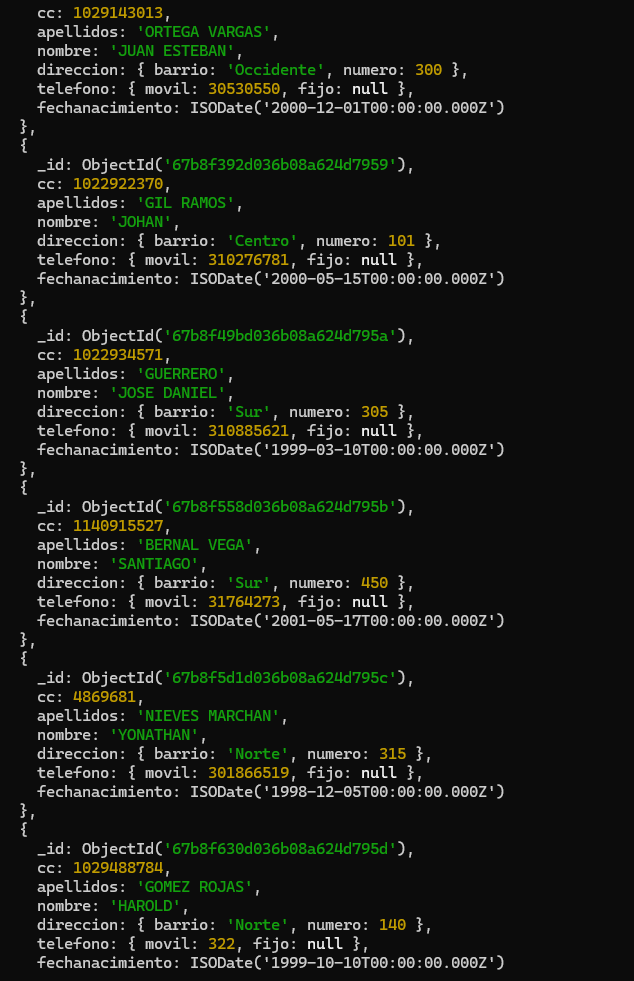 cc: 1029143013,
apellidos: 'ORTEGA VARGAS',
nombre: 'JUAN ESTEBAN',
direccion: { barrio: 'Occidente', numero: 300 },
telefono: { movil: 30530550, fijo: null },
fechanacimiento: ISODate('2000-12-01T00:00:00.000Z')
},
{
_id: ObjectId('67b8f392d036b08a624d7959'),
cc: 1022922370,
apellidos: 'GIL RAMOS',
nombre: 'JOHAN',
direccion: { barrio: 'Centro', numero: 101 },
telefono: { movil: 310276781, fijo: null },
fechanacimiento: ISODate('2000-05-15T00:00:00.000Z')
},
{
_id: ObjectId('67b8f49bd036b08a624d795a'),
cc: 1022934571,
apellidos: 'GUERRERO',
nombre: 'JOSE DANIEL',
direccion: { barrio: 'Sur', numero: 305 },
telefono: { movil: 310885621, fijo: null },
fechanacimiento: ISODate('1999-03-10T00:00:00.000Z')
},
{
_id: ObjectId('67b8f558d036b08a624d795b'),
cc: 1140915527,
apellidos: 'BERNAL VEGA',
nombre: 'SANTIAGO',
direccion: { barrio: 'Sur', numero: 450 },
telefono: { movil: 31764273, fijo: null },
fechanacimiento: ISODate('2001-05-17T00:00:00.000Z')
},
{
_id: ObjectId('67b8f5d1d036b08a624d795c'),
cc: 4869681,
apellidos: 'NIEVES MARCHAN',
nombre: 'YONATHAN',
direccion: { barrio: 'Norte', numero: 315 },
telefono: { movil: 301866519, fijo: null },
fechanacimiento: ISODate('1998-12-05T00:00:00.000Z')
},
{
_id: ObjectId('67b8f630d036b08a624d795d'),
cc: 1029488784,
apellidos: 'GOMEZ ROJAS',
nombre: 'HAROLD',
direccion: { barrio: 'Norte', numero: 140 },
telefono: { movil: 322, fijo: null },
fechanacimiento: ISODate('1999-10-10T00:00:00.000Z')